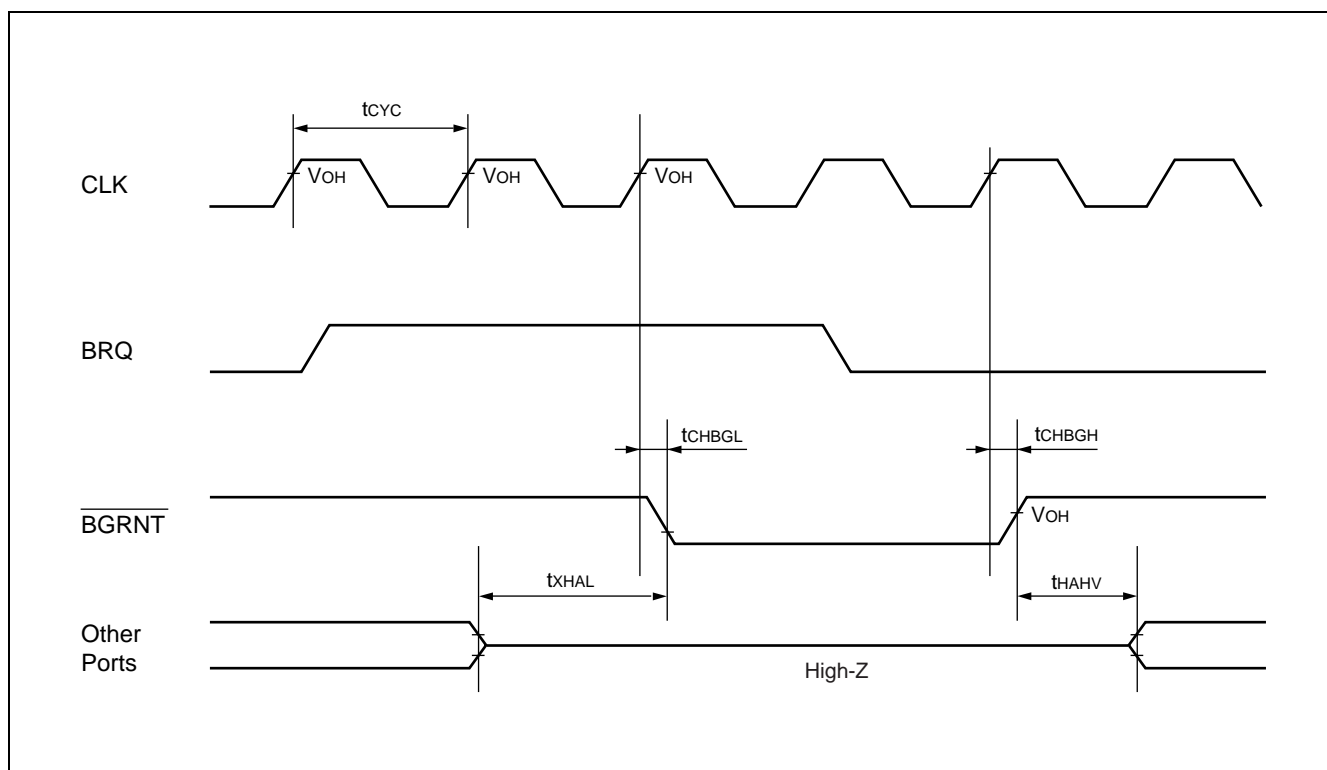 tCYC
CLK
VOH VOH VOH
BRQ
tCHBGL tCHBGH
BGRNT
VOH
tXHAL tHAHV
Other
Ports
High-Z